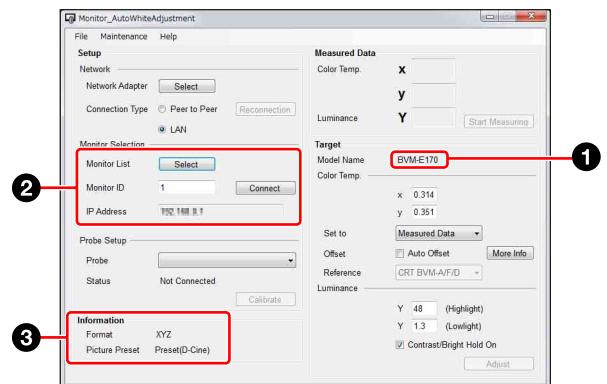 Monitor_AutoWhiteAdjustment
File Maintenance Help
Setup
Network
Network Adapter Select
Connection Type Peer to Peer Reconnection
LAN
Monitor Selection
Monitor List Select
Monitor ID 1 Connect
IP Address
Probe Setup
Probe
Status Not Connected
Calibrate
Information
Format XYZ
Picture Preset Preset(D-Cine)
Measured Data
Color Temp. x
y
Luminance Y Start Measuring
Target
Model Name BVM-E170
Color Temp.
x 0.314
y 0.351
Set to Measured Data
Offset Auto Offset More Info
Reference CRT BVM-A/F/D
Luminance
Y 48 (Highlight)
Y 1.3 (Lowlight)
Contrast/Bright Hold On
Adjust
1
2
3